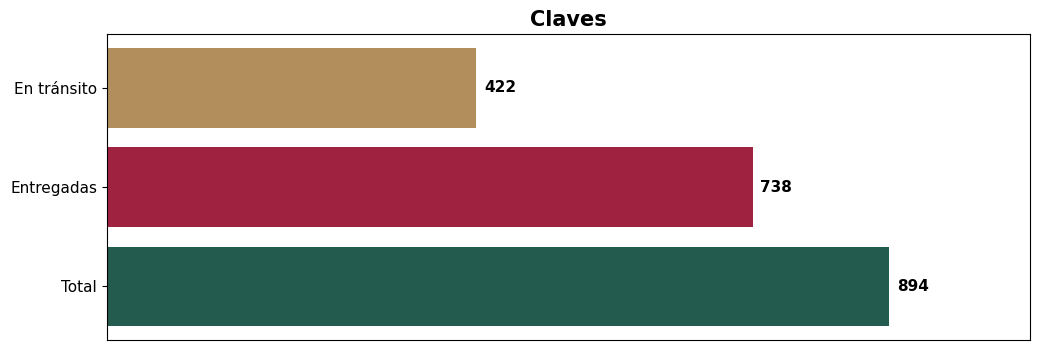 Claves
En tránsito 422
Entregadas 738
Total 894